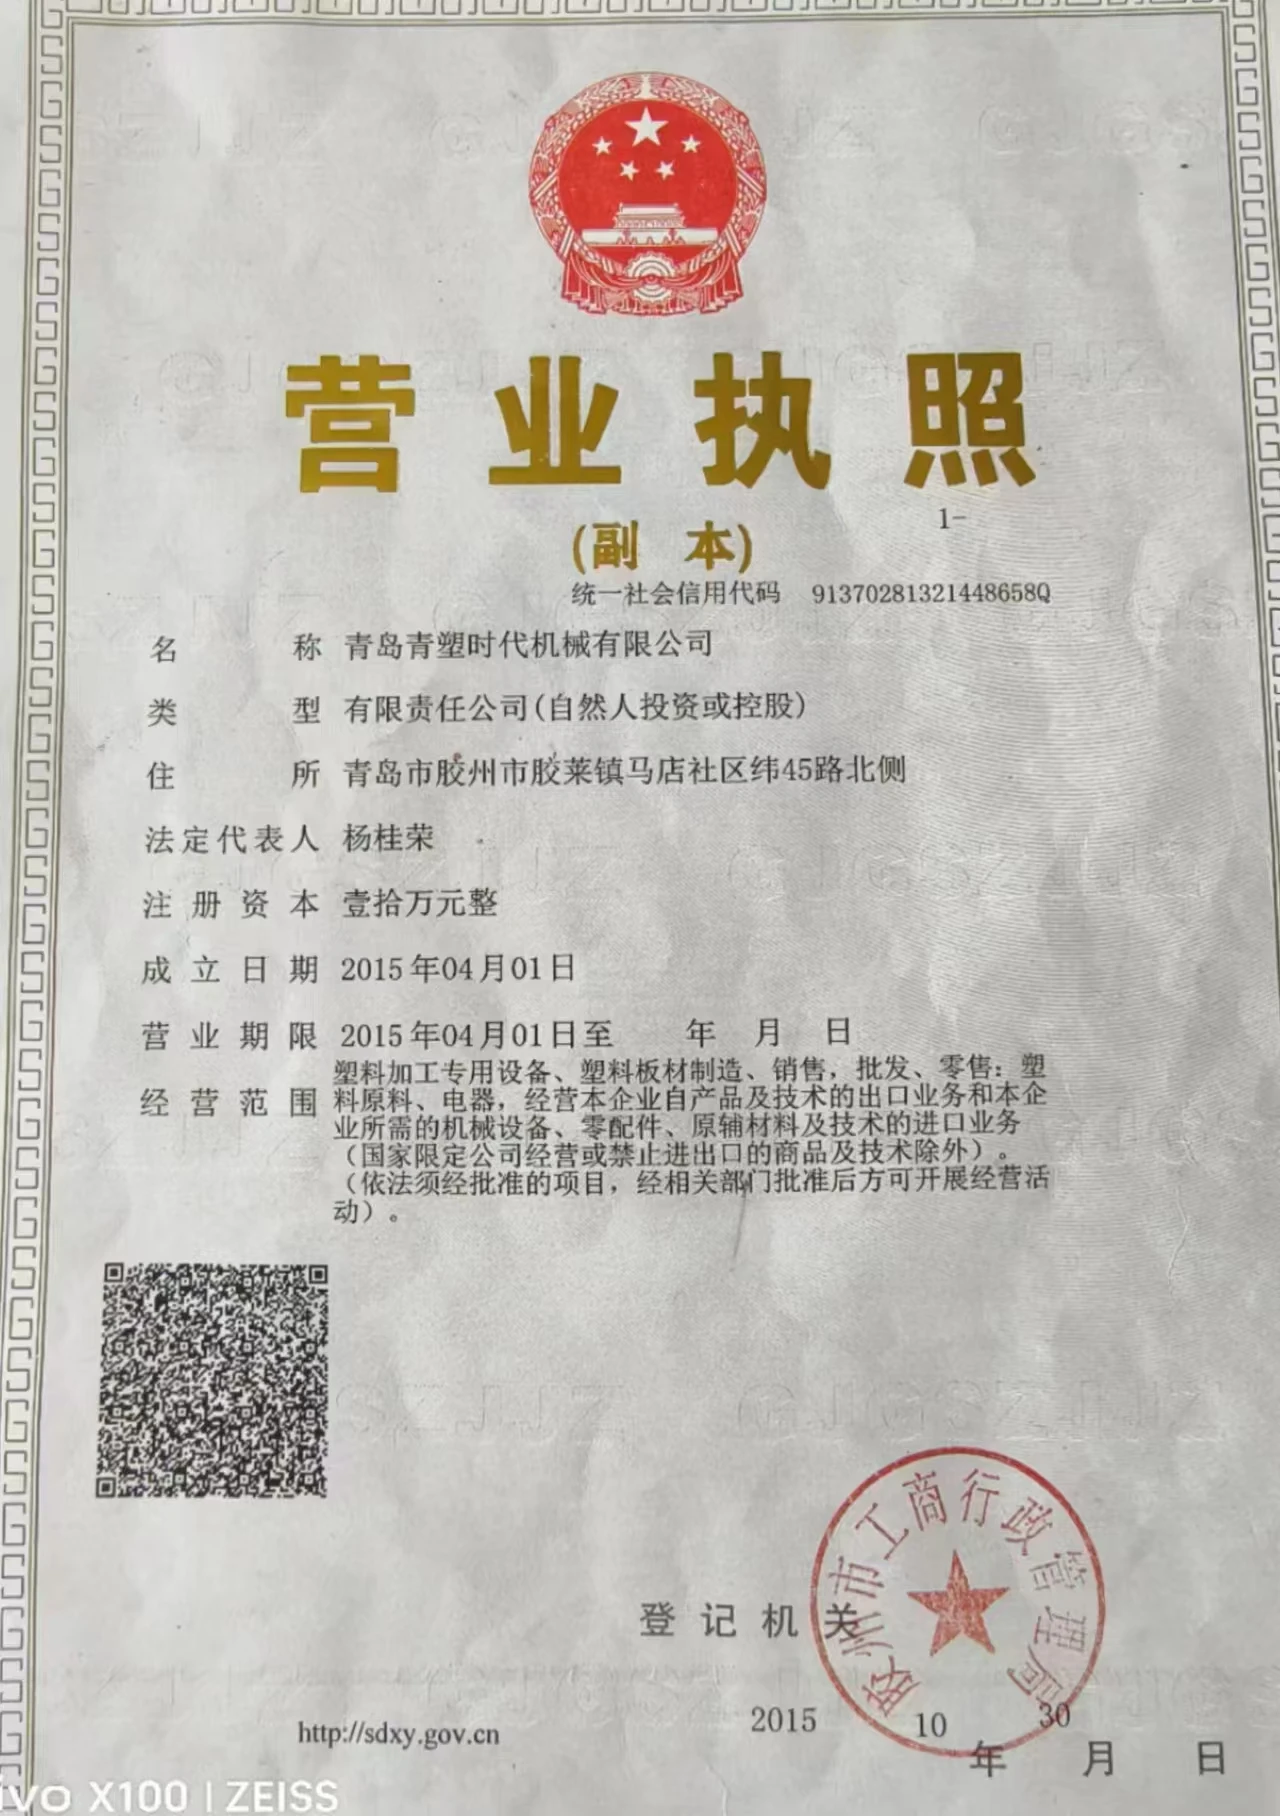 营业执照
(副 本)
1-
统一社会信用代码 91370281321448658Q
名 称 青岛青塑时代机械有限公司
类 型 有限责任公司(自然人投资或控股)
住 所 青岛市胶州市胶莱镇马店社区纬45路北侧
法定代表人 杨桂荣
注册资本 壹拾万元整
成立日期 2015年04月01日
营业期限 2015年04月01日至 年 月 日
经营范围 塑料加工专用设备、塑料板材制造、销售，批发、零售：塑
料原料、电器，经营本企业自产品及技术的出口业务和本企
业所需的机械设备、零配件、原辅材料及技术的进口业务
（国家限定公司经营或禁止进出口的商品及技术除外）。
（依法须经批准的项目，经相关部门批准后方可开展经营活
动）。
登记机关
胶州市工商行政管理局
2015 10 30
年 月 日
http://sdxy.gov.cn
vo X100 | ZEISS